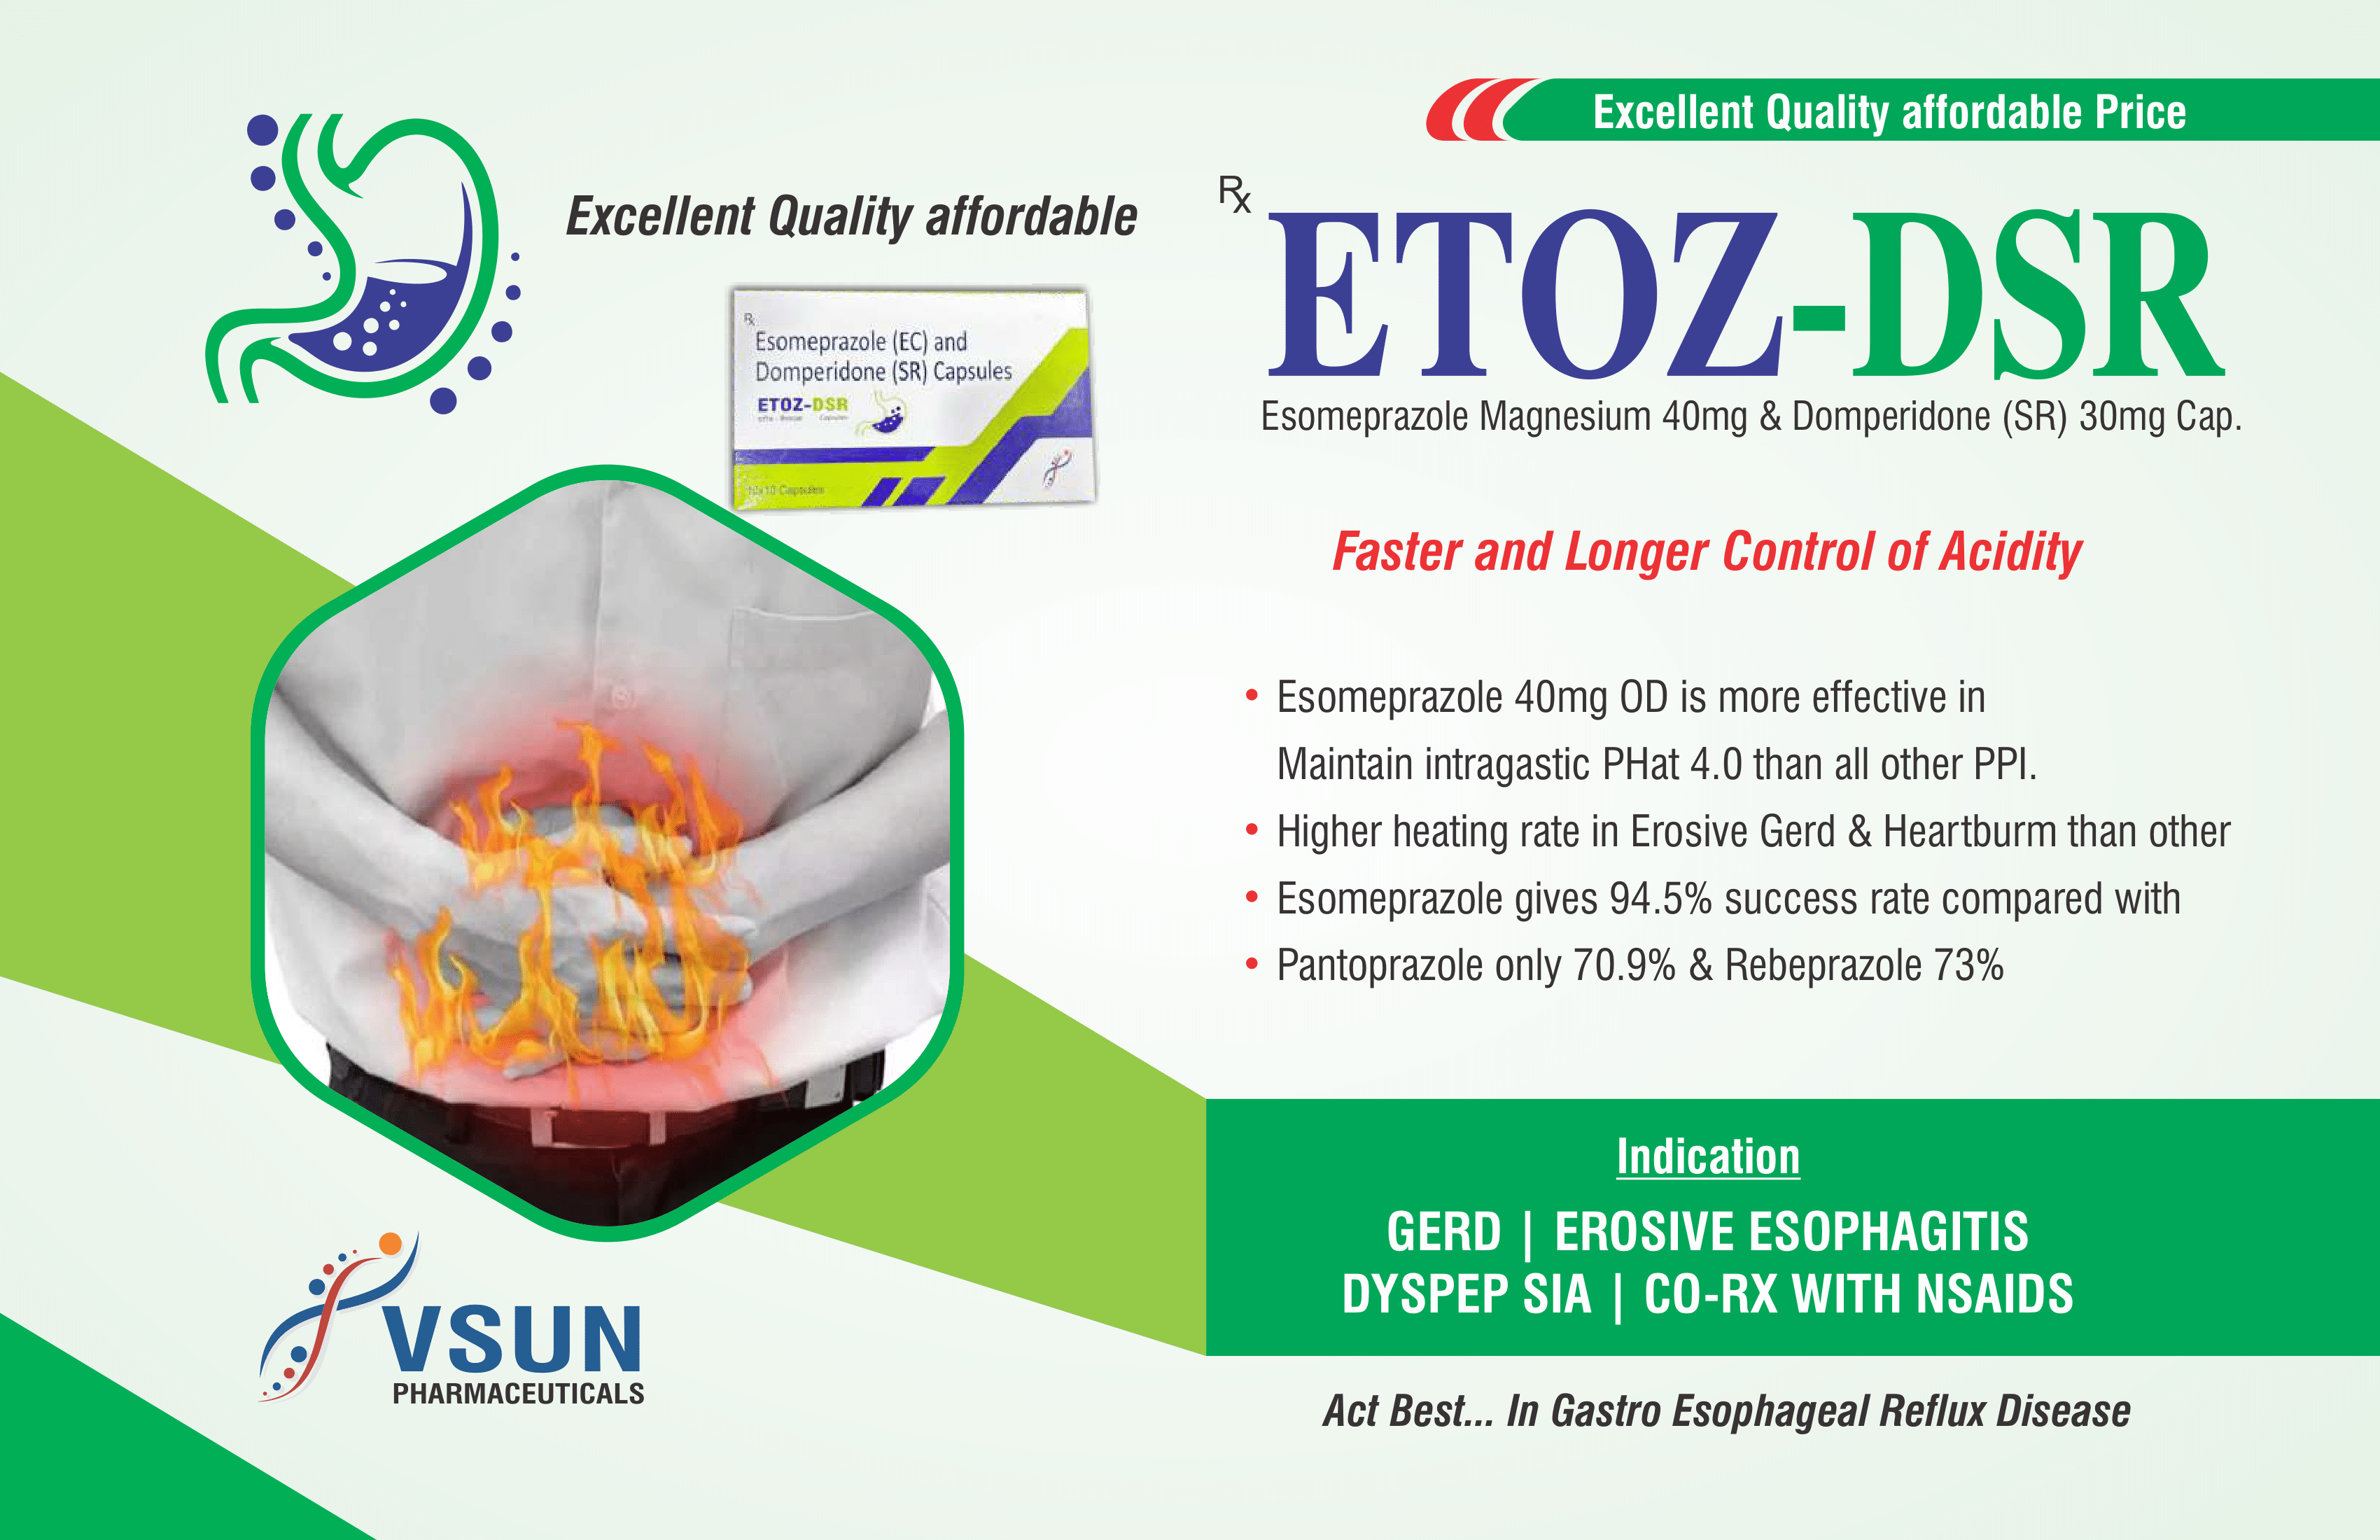 Excellent Quality affordable Price
Excellent Quality affordable
Rx
Esomeprazole (EC) and
Domperidone (SR) Capsules
ETOZ-DSR
10x10 Capsules
Rx
ETOZ-DSR
Esomeprazole Magnesium 40mg & Domperidone (SR) 30mg Cap.
Faster and Longer Control of Acidity
• Esomeprazole 40mg OD is more effective in
Maintain intragastic PHat 4.0 than all other PPI.
• Higher heating rate in Erosive Gerd & Heartburm than other
• Esomeprazole gives 94.5% success rate compared with
• Pantoprazole only 70.9% & Rebeprazole 73%
Indication
GERD | EROSIVE ESOPHAGITIS
DYSPEP SIA | CO-RX WITH NSAIDS
Act Best... In Gastro Esophageal Reflux Disease
VSUN
PHARMACEUTICALS